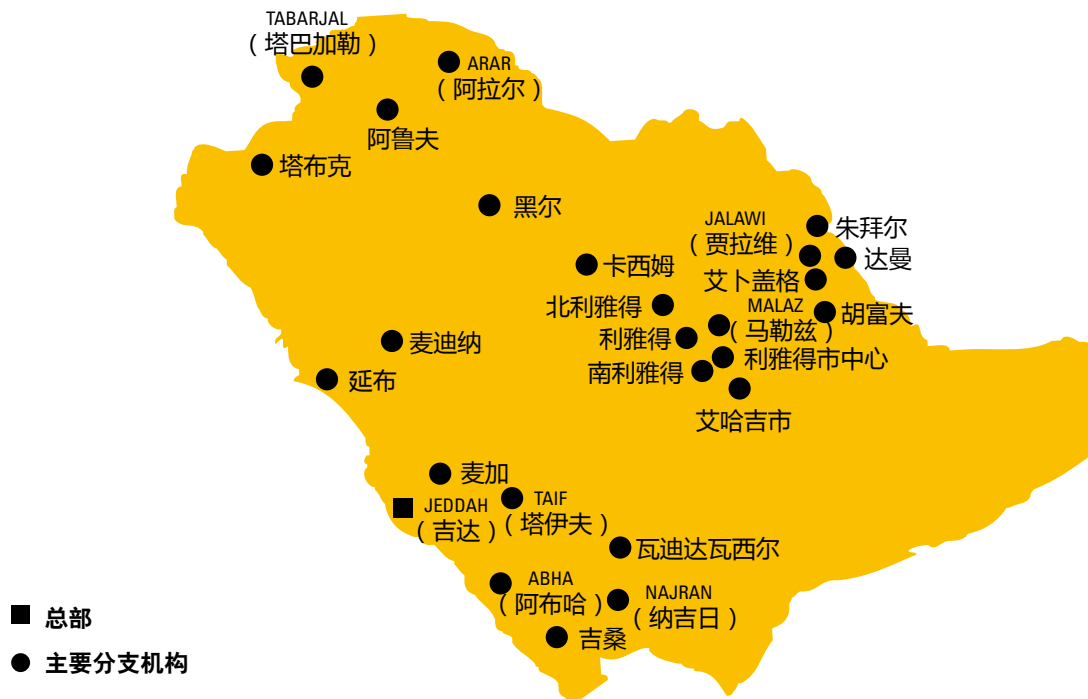 TABARJAL
（塔巴加勒）
ARAR
（阿拉尔）
阿鲁夫
塔布克
黑尔
JALAWI
（贾拉维）
朱拜尔
达曼
卡西姆
艾卜盖格
北利雅得
MALAZ
（马勒兹）
胡富夫
利雅得
麦迪纳
利雅得市中心
南利雅得
延布
艾哈吉市
麦加
JEDDAH
（吉达）
TAIF
（塔伊夫）
瓦迪达瓦西尔
ABHA
（阿布哈）
NAJRAN
（纳吉日）
吉桑
总部
主要分支机构